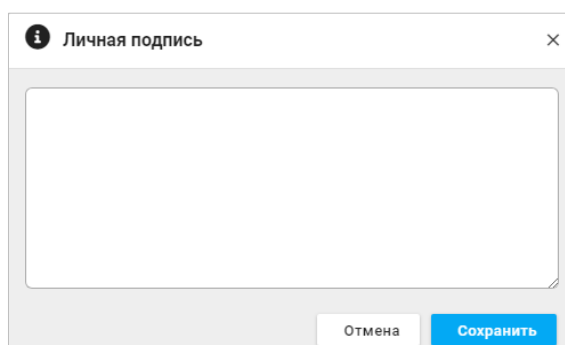 Личная подпись
Отмена
Сохранить